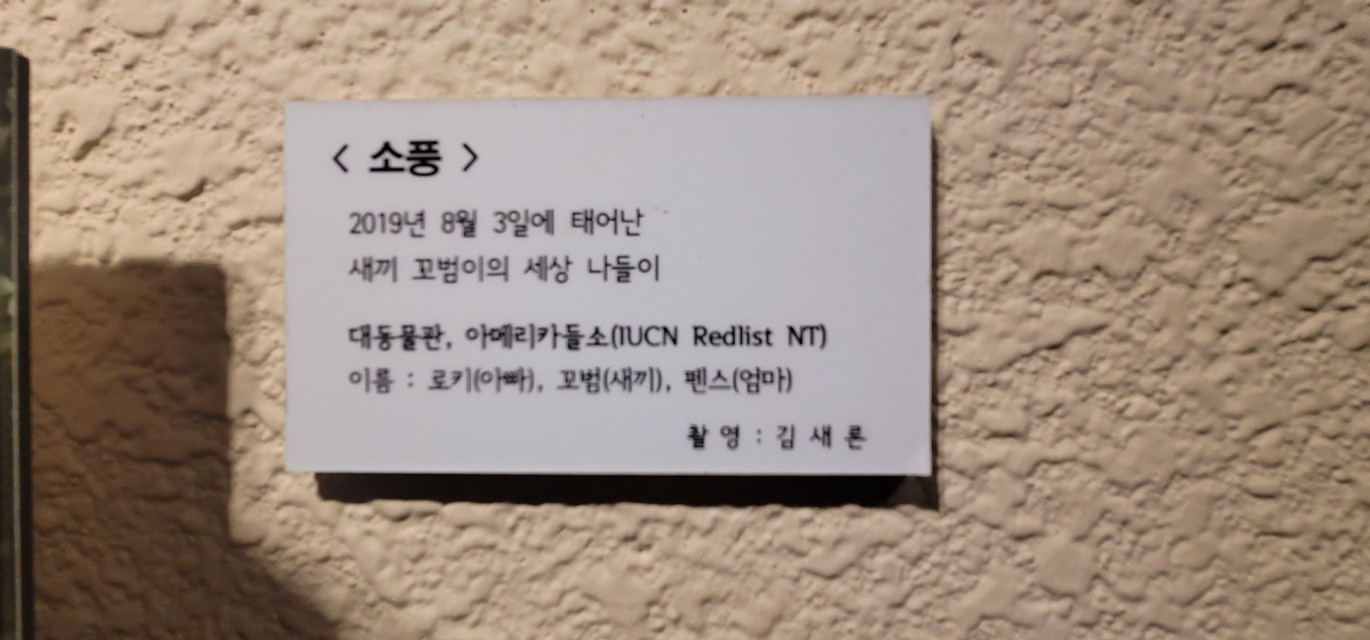 < 소풍 >
2019년 8월 3일에 태어난
새끼 꼬범이의 세상 나들이
대동물관, 아메리카들소(IUCN Redlist NT)
이름 : 로키(아빠), 꼬범(새끼), 펜스(엄마)
촬 영 : 김 새 론